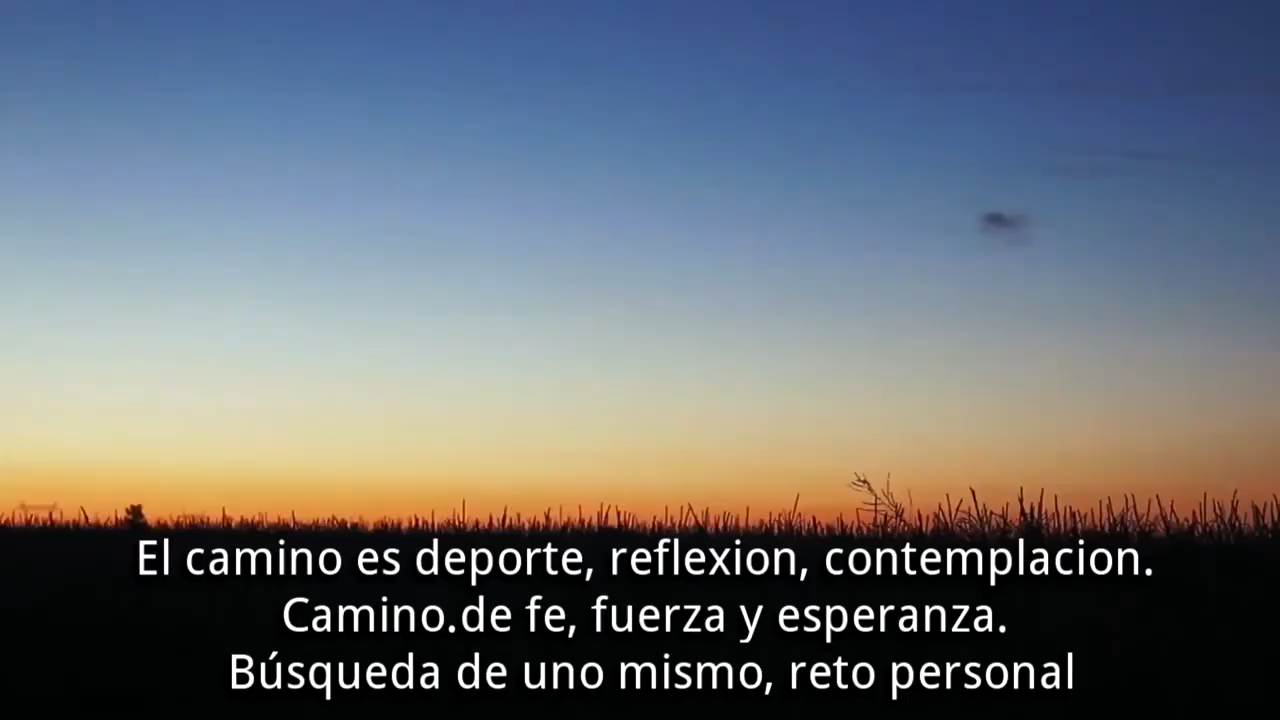 El camino es deporte, reflexion, contemplacion.
Camino.de fe, fuerza y esperanza.
Búsqueda de uno mismo, reto personal